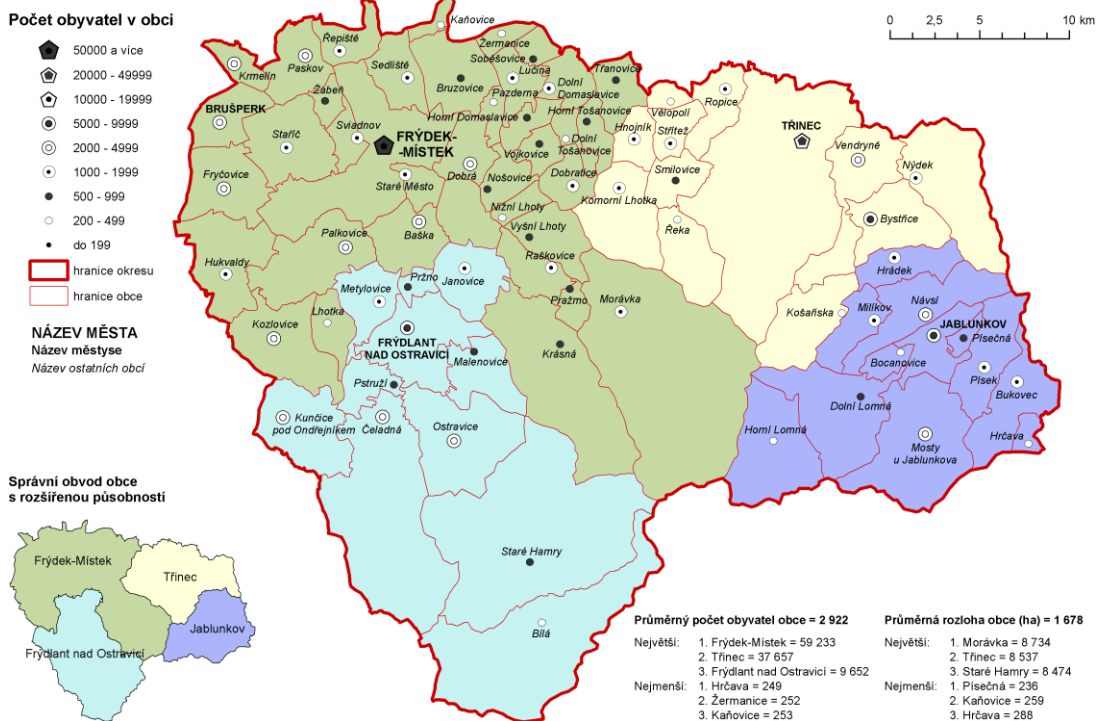 Počet obyvatel v obci
50000 a vice
20000 - 49999
10000 - 19999
5000 - 9999
2000 - 4999
1000 - 1999
500 - 999
200 - 499
do 199
hranice okresu
hranice obce
NÁZEV MĚSTA
Název městyse
Název ostatních obcí
0 2,5 5 10 km
Kaňovice
Řepiště
Žermanice
Krmelín
Paskov
Sedliště
Soběšovice
Lučina
Bruzovice
Pazderna
Dolní
Domaslavice
Třanovice
Žabeň
BRUŠPERK
Horní Domaslavice
Horní Tošanovice
Staříč
Sviadnov
FRÝDEK-
-MÍSTEK
Dolní
Tošanovice
Vojkovice
Vělopolí
Ropice
Hnojník
Střítež
TŘINEC
Vendryně
Nýdek
Fryčovice
Staré Město
Dobrá
Nošovice
Dobratice
Smilovice
Komorní Lhotka
Nižní Lhoty
Baška
Řeka
Bystřice
Palkovice
Vyšní Lhoty
Raškovice
Hukvaldy
Metylovice
Pržno
Janovice
Pražmo
Morávka
Hrádek
Kozlovice
Lhotka
Košařiska
Milíkov
Návsí
JABLUNKOV
Písečná
FRÝDLANT
NAD OSTRAVICÍ
Malenovice
Krásná
Bocanovice
Písek
Bukovec
Pstruží
Dolní Lomná
Kunčice
pod Ondřejníkem
Čeladná
Ostravice
Horní Lomná
Mosty
u Jablunkova
Hrčava
Staré Hamry
Bílá
Správní obvod obce
s rozšířenou působností
Frýdek-Místek
Třinec
Jablunkov
Frýdlant nad Ostravicí
Průměrný počet obyvatel obce = 2 922
Největší: 1. Frýdek-Místek = 59 233
2. Třinec = 37 657
3. Frýdlant nad Ostravicí = 9 652
Nejmenší: 1. Hrčava = 249
2. Žermanice = 252
3. Kaňovice = 253
Průměrná rozloha obce (ha) = 1 678
Největší: 1. Morávka = 8 734
2. Třinec = 8 537
3. Staré Hamry = 8 474
Nejmenší: 1. Písečná = 236
2. Kaňovice = 259
3. Hrčava = 288